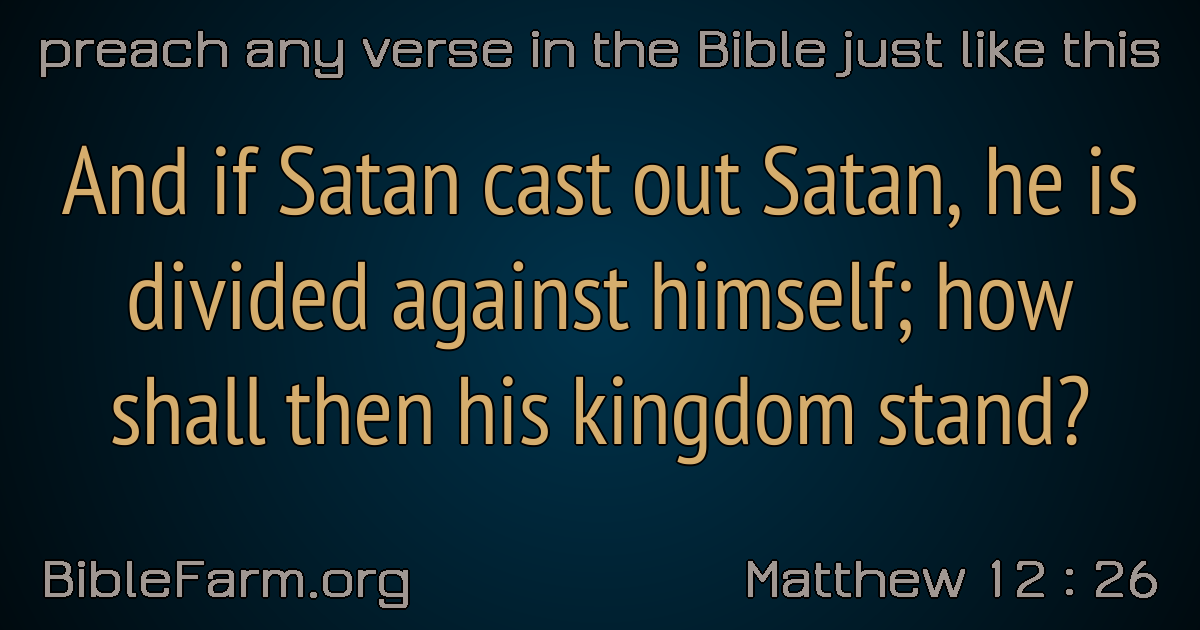 preach any verse in the Bible just like this
And if Satan cast out Satan, he is
divided against himself; how
shall then his kingdom stand?
BibleFarm.org
Matthew 12 : 26